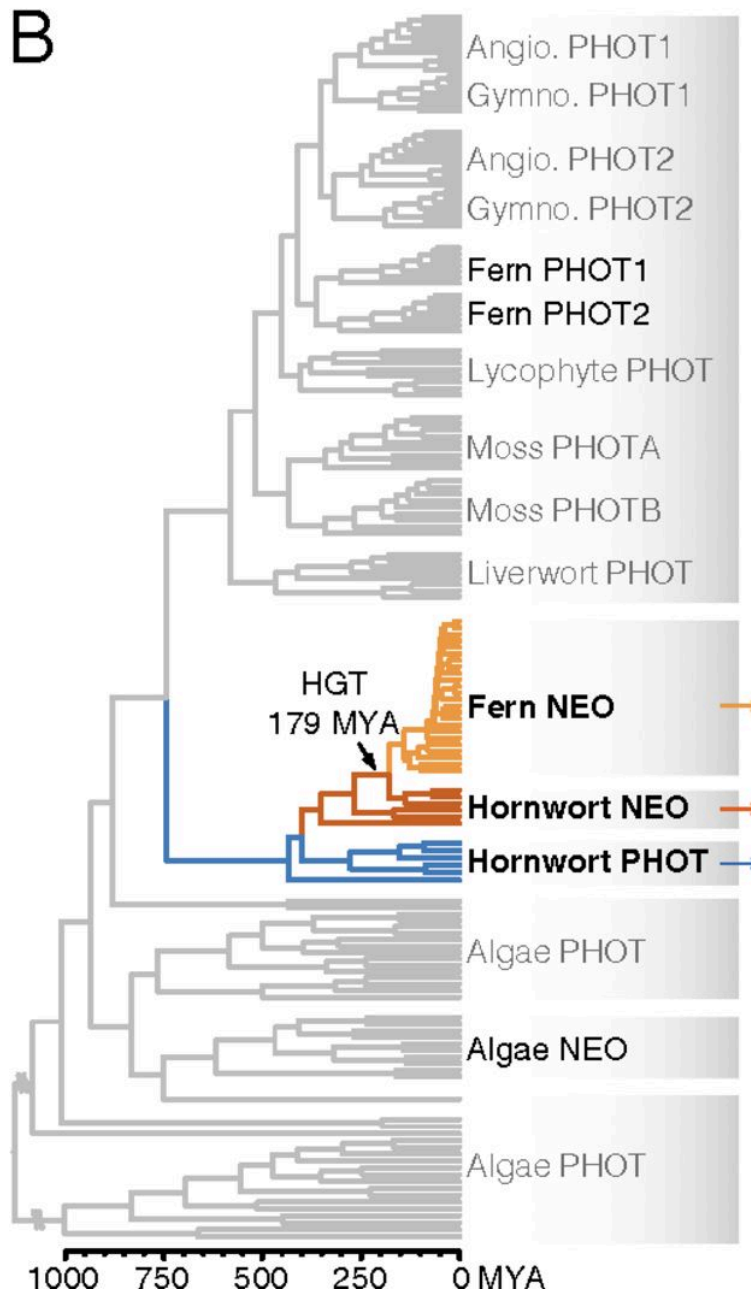 B
Angio. PHOT1
Gymno. PHOT1
Angio. PHOT2
Gymno. PHOT2
Fern PHOT1
Fern PHOT2
Lycophyte PHOT
Moss PHOTA
Moss PHOTB
Liverwort PHOT
HGT
179 MYA
Fern NEO
Hornwort NEO
Hornwort PHOT
Algae PHOT
Algae NEO
Algae PHOT
1000 750 500 250 0 MYA